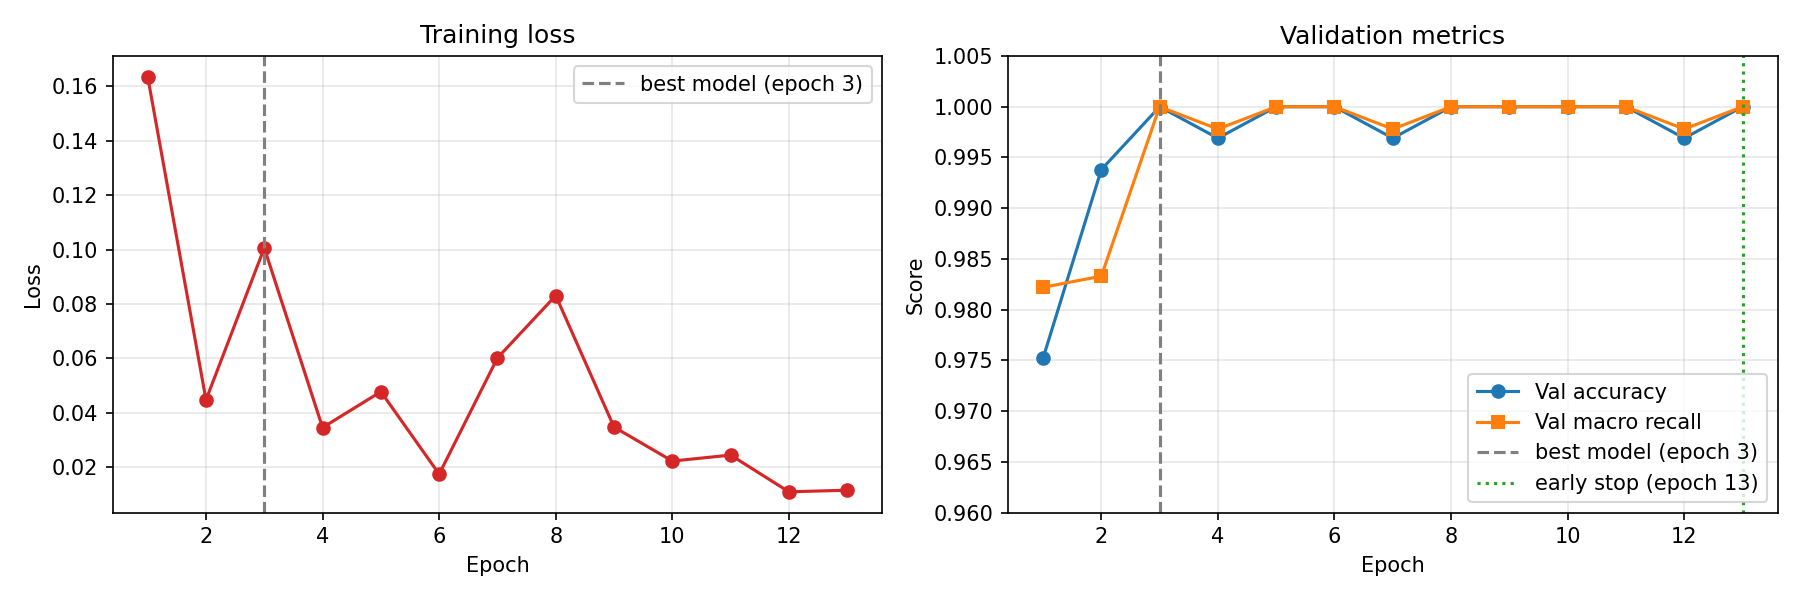 Training loss
best model (epoch 3)
0.16
0.14
0.12
0.10
0.08
0.06
0.04
0.02
Loss
2 4 6 8 10 12
Epoch
Validation metrics
1.005
1.000
0.995
0.990
0.985
0.980
0.975
0.970
0.965
0.960
Score
Val accuracy
Val macro recall
best model (epoch 3)
early stop (epoch 13)
2 4 6 8 10 12
Epoch